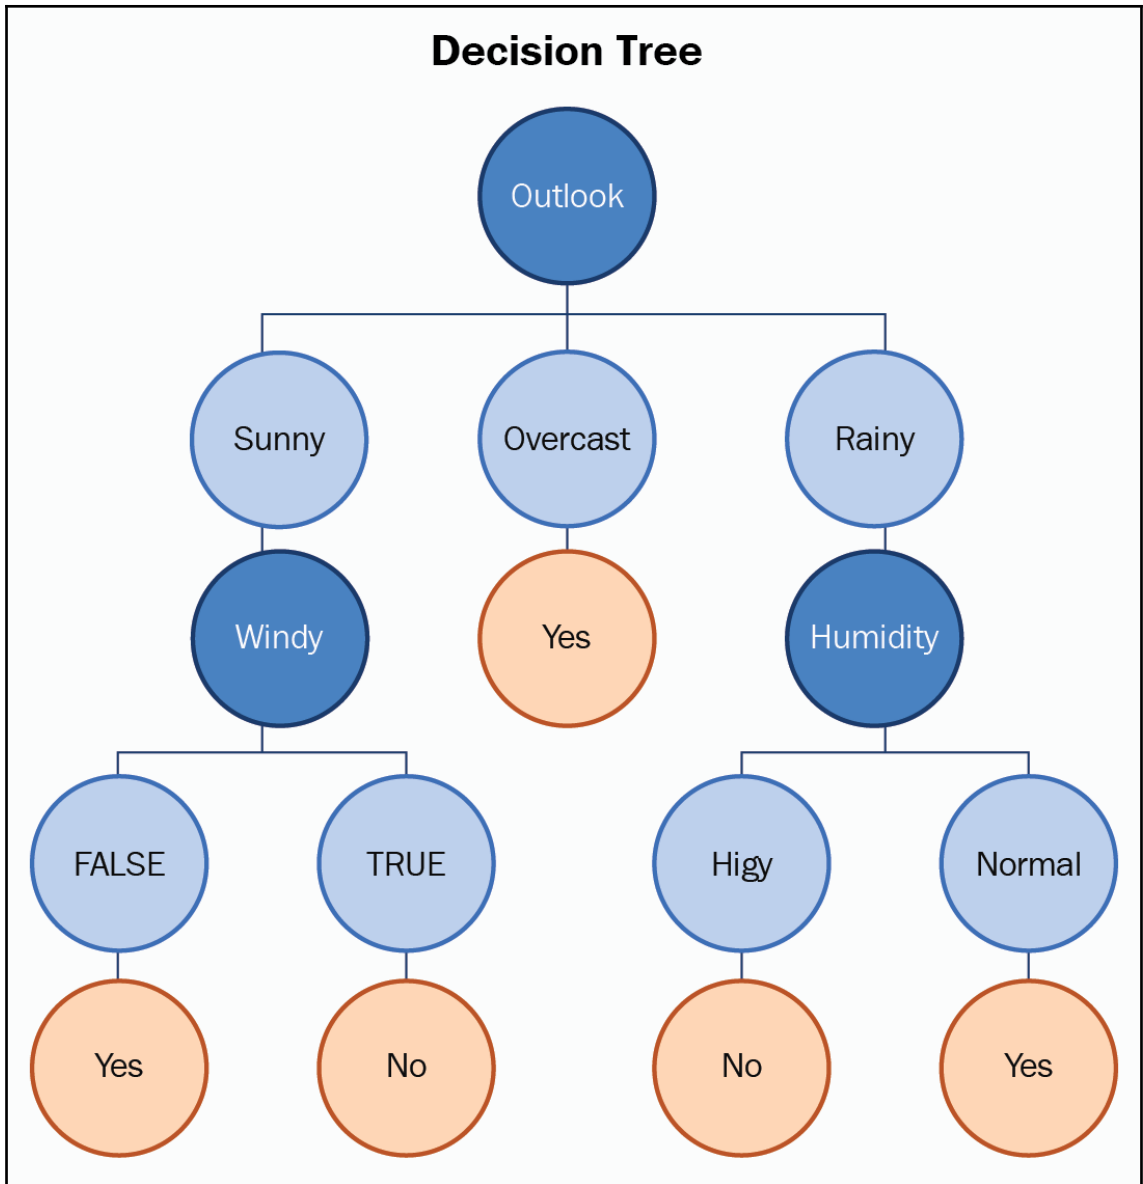 Decision Tree
Outlook
Sunny
Overcast
Rainy
Windy
Yes
Humidity
FALSE
TRUE
Higy
Normal
Yes
No
No
Yes